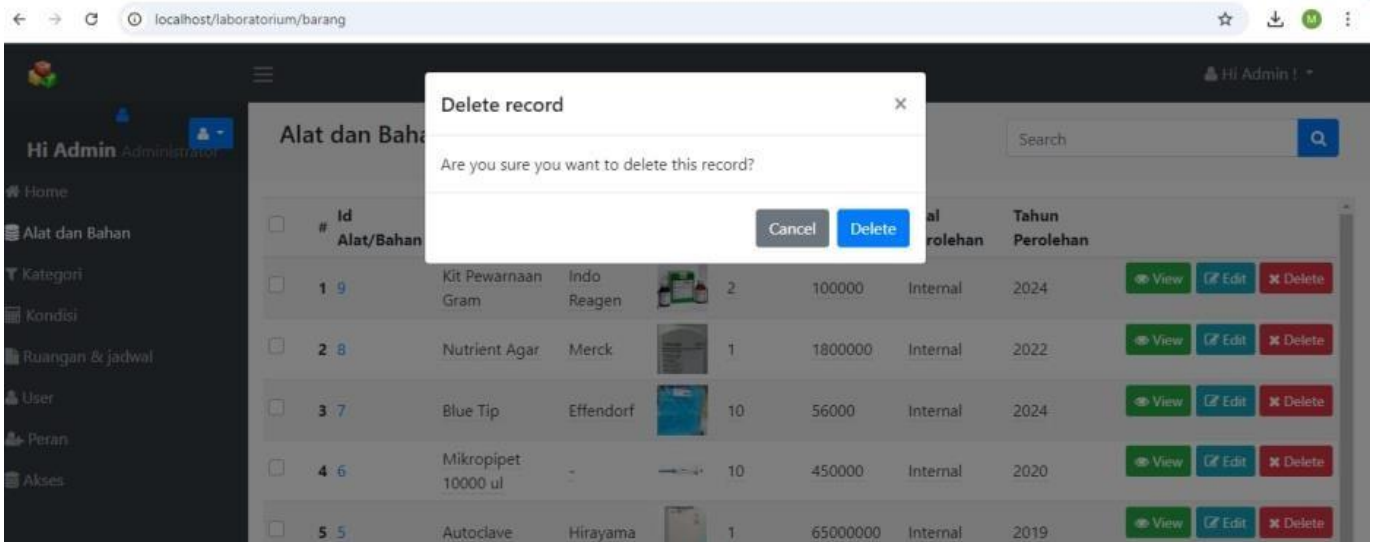 localhost/laboratorium/barang
M
Hi Admin !
Hi Admin Administrator
Home
Alat dan Bahan
Kategori
Kondisi
Ruangan & jadwal
User
Peran
Akses
Alat dan Baha
Search
Delete record ×
Are you sure you want to delete this record?
Cancel Delete
# Id Alat/Bahan al rolehan Tahun Perolehan
1 9 Kit Pewarnaan Gram Indo Reagen 2 100000 Internal 2024 View Edit Delete
2 8 Nutrient Agar Merck 1 1800000 Internal 2022 View Edit Delete
3 7 Blue Tip Effendorf 10 56000 Internal 2024 View Edit Delete
4 6 Mikropipet 10000 ul - 10 450000 Internal 2020 View Edit Delete
5 5 Autoclave Hirayama 1 65000000 Internal 2019 View Edit Delete